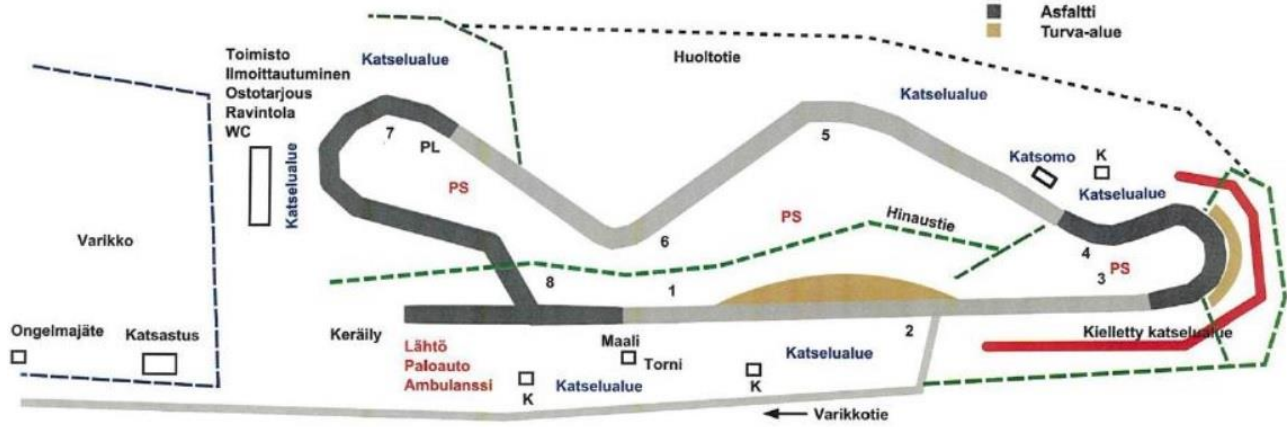 Asfaltti
Turva-alue
Toimisto
Ilmoittautuminen
Ostotarjous
Ravintola
WC
Katselualue
Katselualue
Huoltotie
Katselualue
7
PL
5
Katsomo
K
Katselualue
PS
PS
Hinaustie
Varikko
6
4
3
PS
8
1
2
Ongelmajäte
Katsastus
Keräily
Lähtö
Paloauto
Ambulanssi
Maali
Torni
Katselualue
K
Katselualue
K
Kielletty katselualue
Varikkotie